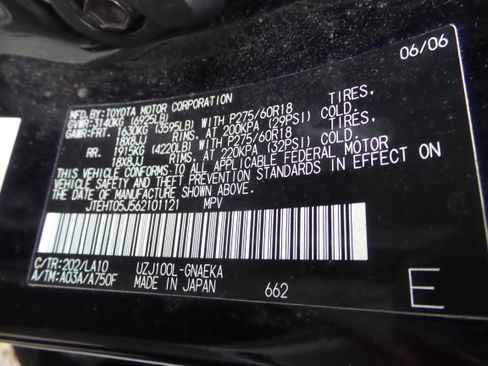 06/06
MFD.BY:TOYOTA MOTOR CORPORATION
GVWR:3140KG (6925LB)
GAWR:FRT. 1630KG (3595LB) WITH P275/60R18 TIRES,
18X8JJ RIMS, AT 200KPA (29PSI) COLD.
RR. 1915KG (4220LB) WITH P275/60R18 TIRES,
18X8JJ RIMS, AT 220KPA (32PSI) COLD.
THIS VEHICLE CONFORMS TO ALL APPLICABLE FEDERAL MOTOR
VEHICLE SAFETY AND THEFT PREVENTION STANDARDS IN EFFECT ON
THE DATE OF MANUFACTURE SHOWN ABOVE.
JTEHT05J562101121 MPV
C/TR:202/LA10 UZJ100L-GNAEKA
A/TM:A03A/A750F MADE IN JAPAN 662
E